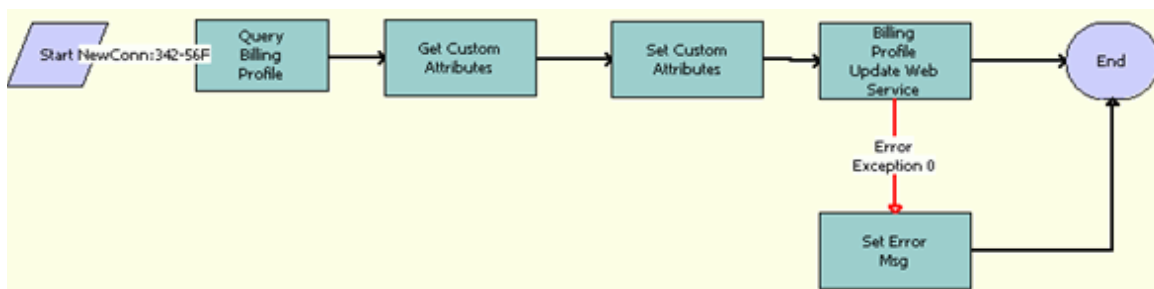 Start NewConn:342-56F
Query
Billing
Profile
Get Custom
Attributes
Set Custom
Attributes
Billing
Profile
Update Web
Service
End
Error
Exception 0
Set Error
Msg